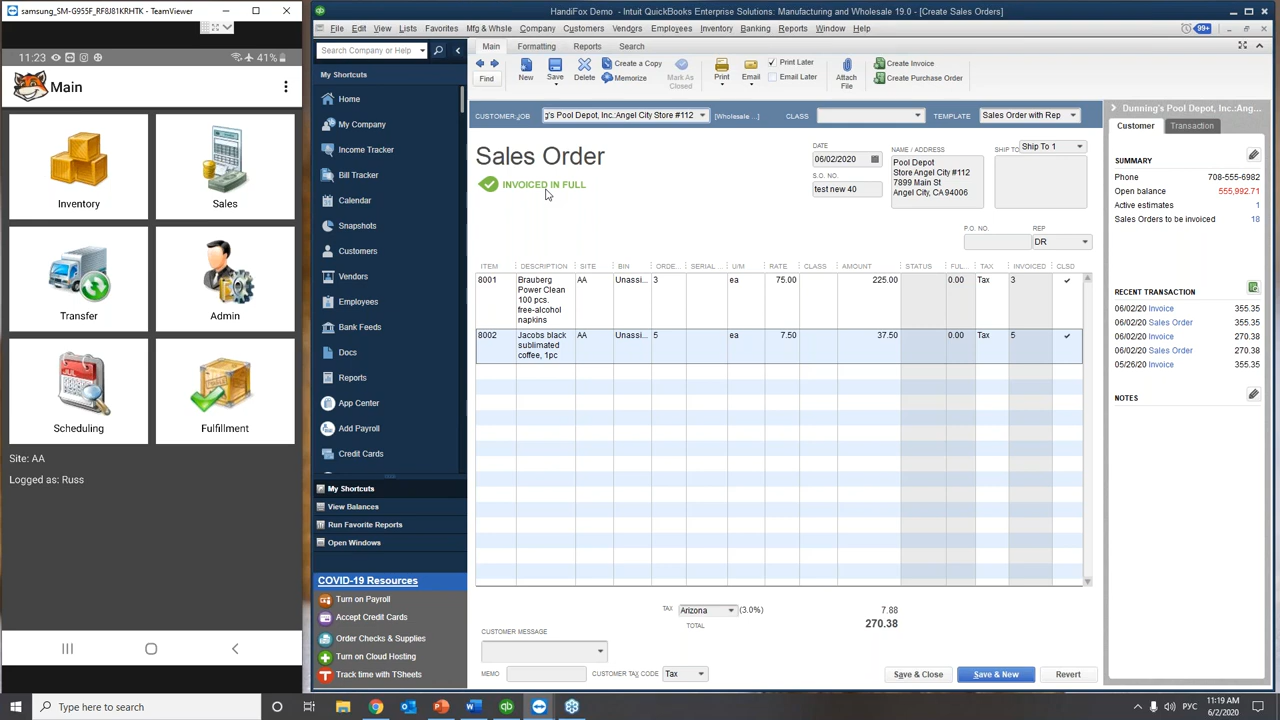 samsung_SM-G955F_RF8J81KRHTK - TeamViewer
11:23
41%
Main
Inventory
Sales
Transfer
Admin
Scheduling
Fulfillment
Site: AA
Logged as: Russ
HandiFox Demo - Intuit QuickBooks Enterprise Solutions: Manufacturing and Wholesale 19.0 - [Create Sales Orders]
File Edit View Lists Favorites Mfg & Whole Company Customers Vendors Employees Inventory Banking Reports Window Help
99+
Search Company or Help
My Shortcuts
Home
My Company
Income Tracker
Bill Tracker
Calendar
Snapshots
Customers
Vendors
Employees
Bank Feeds
Docs
Reports
App Center
Add Payroll
Credit Cards
My Shortcuts
View Balances
Run Favorite Reports
Open Windows
COVID-19 Resources
Turn on Payroll
Accept Credit Cards
Order Checks & Supplies
Turn on Cloud Hosting
Track time with TSheets
Main Formatting Reports Search
Find
New
Save
Delete
Create a Copy
Memorize
Mark As
Closed
Print
Email
Print Later
Email Later
Attach
File
Create Invoice
Create Purchase Order
CUSTOMER:JOB
g's Pool Depot, Inc.:Angel City Store #112
[Wholesale ...]
CLASS
TEMPLATE
Sales Order with Rep
Sales Order
INVOICED IN FULL
DATE
06/02/2020
S.O. NO.
test new 40
NAME / ADDRESS
Pool Depot
Store Angel City #112
7899 Main St
Angel City, CA 94006
SHIP TO
Ship To 1
P.O. NO.
REP
DR
ITEM DESCRIPTION SITE BIN ORDE... SERIAL ... U/M RATE CLASS AMOUNT STATUS FUL... TAX INVOICED CLSD
8001 Brauberg AA Unassi... 3 ea 75.00 225.00 0.00 Tax 3 ✓
Power Clean
100 pcs.
free-alcohol
napkins
8002 Jacobs black AA Unassi... 5 ea 7.50 37.50 0.00 Tax 5 ✓
sublimated
coffee, 1pc
TAX Arizona (3.0%) 7.88
TOTAL 270.38
CUSTOMER MESSAGE
MEMO
CUSTOMER TAX CODE Tax
Save & Close
Save & New
Revert
Dunning's Pool Depot, Inc.:Ang...
Customer Transaction
SUMMARY
Phone 708-555-6982
Open balance 555,992.71
Active estimates 1
Sales Orders to be invoiced 18
RECENT TRANSACTION
06/02/20 Invoice 355.35
06/02/20 Sales Order 355.35
06/02/20 Invoice 270.38
06/02/20 Sales Order 270.38
05/26/20 Invoice 355.35
NOTES
Type here to search
РУС
11:19 AM
6/2/2020